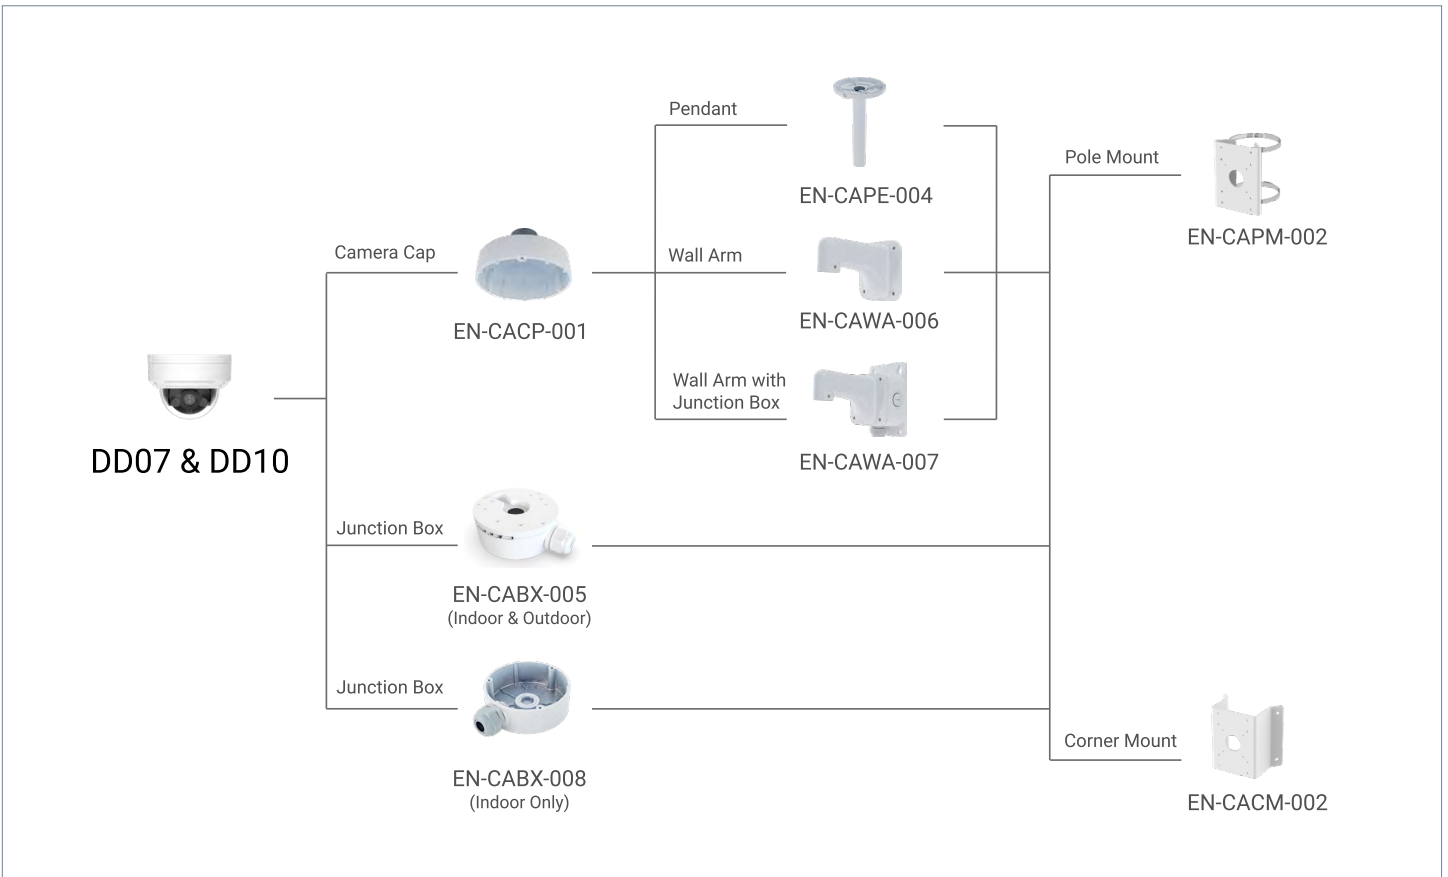 Pendant
EN-CAPE-004
Pole Mount
EN-CAPM-002
Camera Cap
EN-CACP-001
Wall Arm
EN-CAWA-006
Wall Arm with
Junction Box
EN-CAWA-007
DD07 & DD10
Junction Box
EN-CABX-005
(Indoor & Outdoor)
Junction Box
EN-CABX-008
(Indoor Only)
Corner Mount
EN-CACM-002